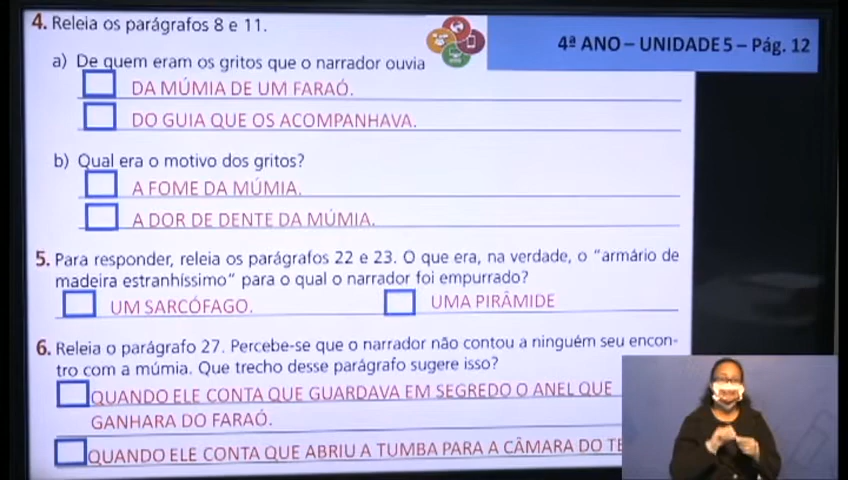 4. Releia os parágrafos 8 e 11.
4ª ANO – UNIDADE 5 – Pág. 12
a) De quem eram os gritos que o narrador ouvia
DA MÚMIA DE UM FARAÓ.
DO GUIA QUE OS ACOMPANHAVA.
b) Qual era o motivo dos gritos?
A FOME DA MÚMIA.
A DOR DE DENTE DA MÚMIA.
5. Para responder, releia os parágrafos 22 e 23. O que era, na verdade, o "armário de
madeira estranhíssimo" para o qual o narrador foi empurrado?
UM SARCÓFAGO. UMA PIRÂMIDE
6. Releia o parágrafo 27. Percebe-se que o narrador não contou a ninguém seu encon-
tro com a múmia. Que trecho desse parágrafo sugere isso?
QUANDO ELE CONTA QUE GUARDAVA EM SEGREDO O ANEL QUE
GANHARA DO FARAÓ.
QUANDO ELE CONTA QUE ABRIU A TUMBA PARA A CÂMARA DO